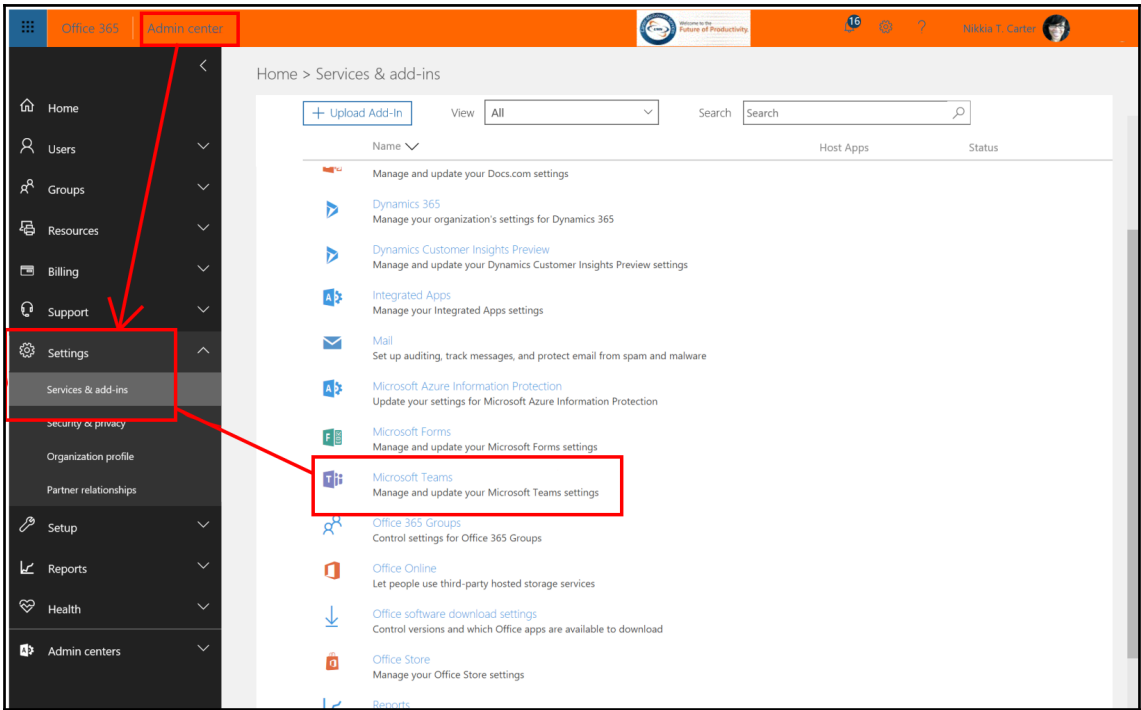 Office 365
Admin center
Welcome to the
Future of Productivity.
16
?
Nikkia T. Carter
Home
Users
Groups
Resources
Billing
Support
Settings
Services & add-ins
Security & privacy
Organization profile
Partner relationships
Setup
Reports
Health
Admin centers
Home > Services & add-ins
+ Upload Add-In
View
All
Search
Search
Name
Host Apps
Status
Manage and update your Docs.com settings
Dynamics 365
Manage your organization's settings for Dynamics 365
Dynamics Customer Insights Preview
Manage and update your Dynamics Customer Insights Preview settings
Integrated Apps
Manage your Integrated Apps settings
Mail
Set up auditing, track messages, and protect email from spam and malware
Microsoft Azure Information Protection
Update your settings for Microsoft Azure Information Protection
Microsoft Forms
Manage and update your Microsoft Forms settings
Microsoft Teams
Manage and update your Microsoft Teams settings
Office 365 Groups
Control settings for Office 365 Groups
Office Online
Let people use third-party hosted storage services
Office software download settings
Control versions and which Office apps are available to download
Office Store
Manage your Office Store settings
Reports